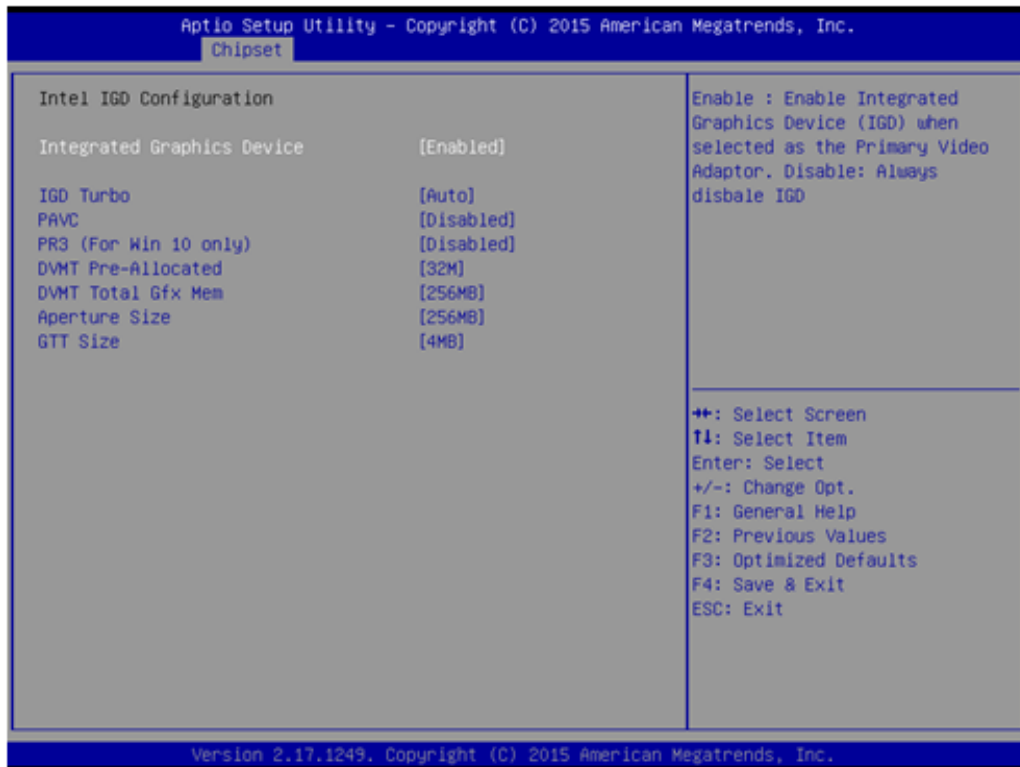 Aptio Setup Utility – Copyright (C) 2015 American Megatrends, Inc.
Chipset
Intel IGD Configuration
Integrated Graphics Device [Enabled]
IGD Turbo [Auto]
PAVC [Disabled]
PR3 (For Win 10 only) [Disabled]
DVMT Pre-Allocated [32M]
DVMT Total Gfx Mem [256MB]
Aperture Size [256MB]
GTT Size [4MB]
Enable : Enable Integrated
Graphics Device (IGD) when
selected as the Primary Video
Adaptor. Disable: Always
disbale IGD
→←: Select Screen
↑↓: Select Item
Enter: Select
+/-: Change Opt.
F1: General Help
F2: Previous Values
F3: Optimized Defaults
F4: Save & Exit
ESC: Exit
Version 2.17.1249. Copyright (C) 2015 American Megatrends, Inc.